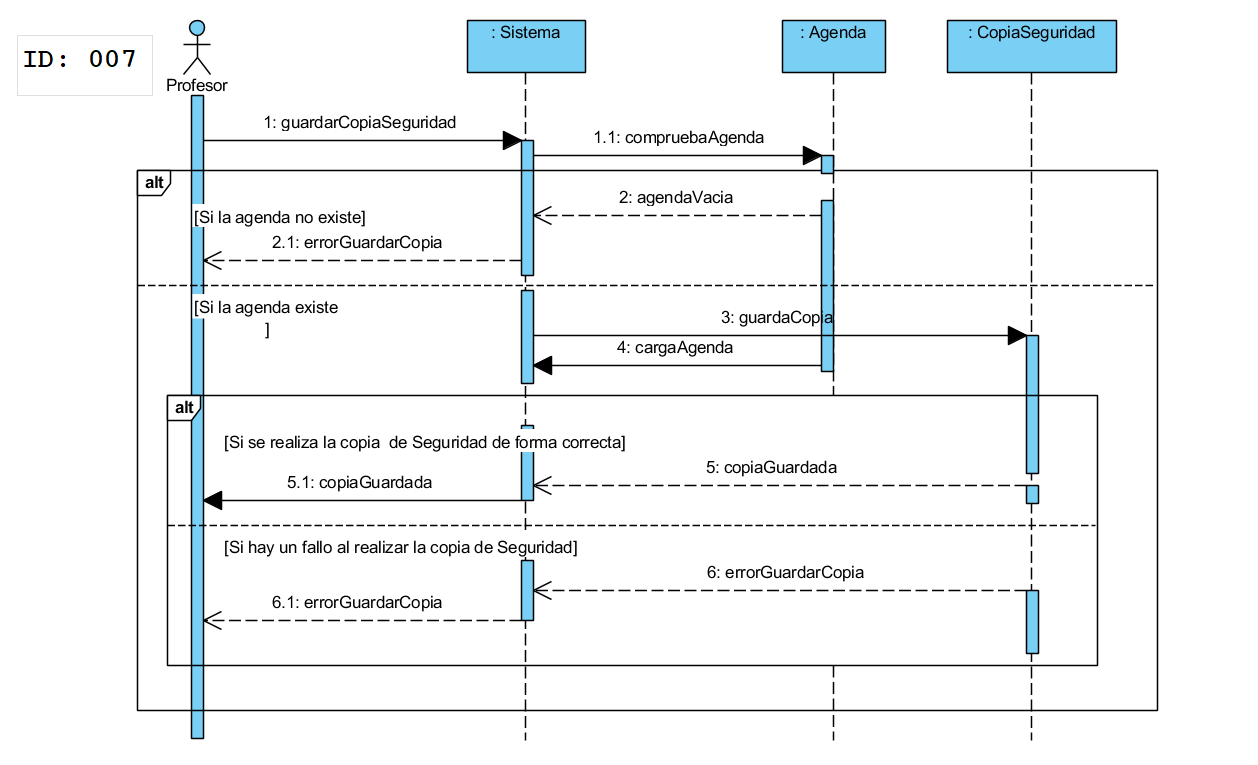 ID: 007
Profesor
: Sistema
: Agenda
: CopiaSeguridad
1: guardarCopiaSeguridad
1.1: compruebaAgenda
alt
2: agendaVacia
[Si la agenda no existe]
2.1: errorGuardarCopia
[Si la agenda existe
]
3: guardaCopia
4: cargaAgenda
alt
[Si se realiza la copia  de Seguridad de forma correcta]
5: copiaGuardada
5.1: copiaGuardada
[Si hay un fallo al realizar la copia de Seguridad]
6: errorGuardarCopia
6.1: errorGuardarCopia